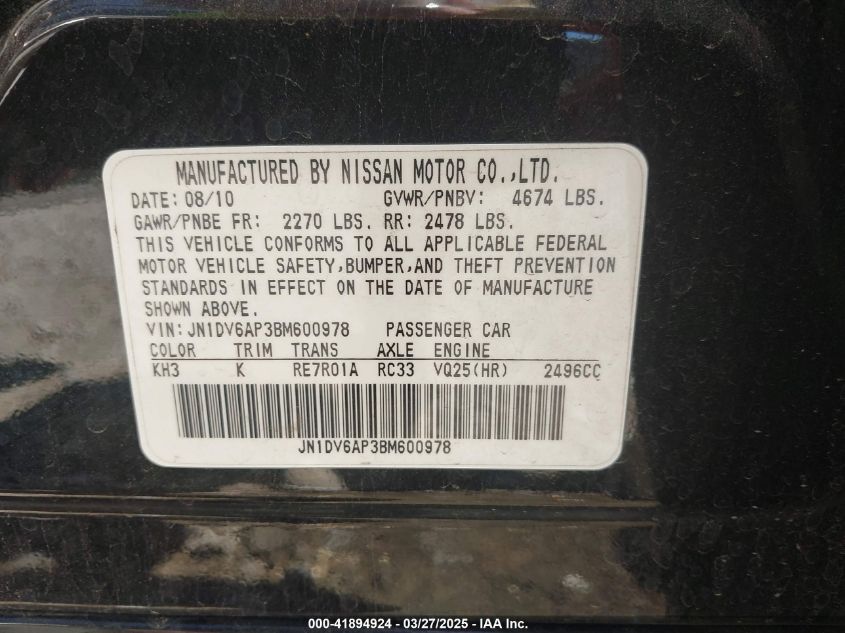 MANUFACTURED BY NISSAN MOTOR CO.,LTD.
DATE: 08/10 GVWR/PNBV: 4674 LBS.
GAWR/PNBE FR: 2270 LBS. RR: 2478 LBS.
THIS VEHICLE CONFORMS TO ALL APPLICABLE FEDERAL
MOTOR VEHICLE SAFETY,BUMPER,AND THEFT PREVENTION
STANDARDS IN EFFECT ON THE DATE OF MANUFACTURE
SHOWN ABOVE.
VIN:JN1DV6AP3BM600978 PASSENGER CAR
COLOR TRIM TRANS AXLE ENGINE
KH3 K RE7R01A RC33 VQ25(HR) 2496CC
JN1DV6AP3BM600978
000-41894924 - 03/27/2025 - IAA Inc.